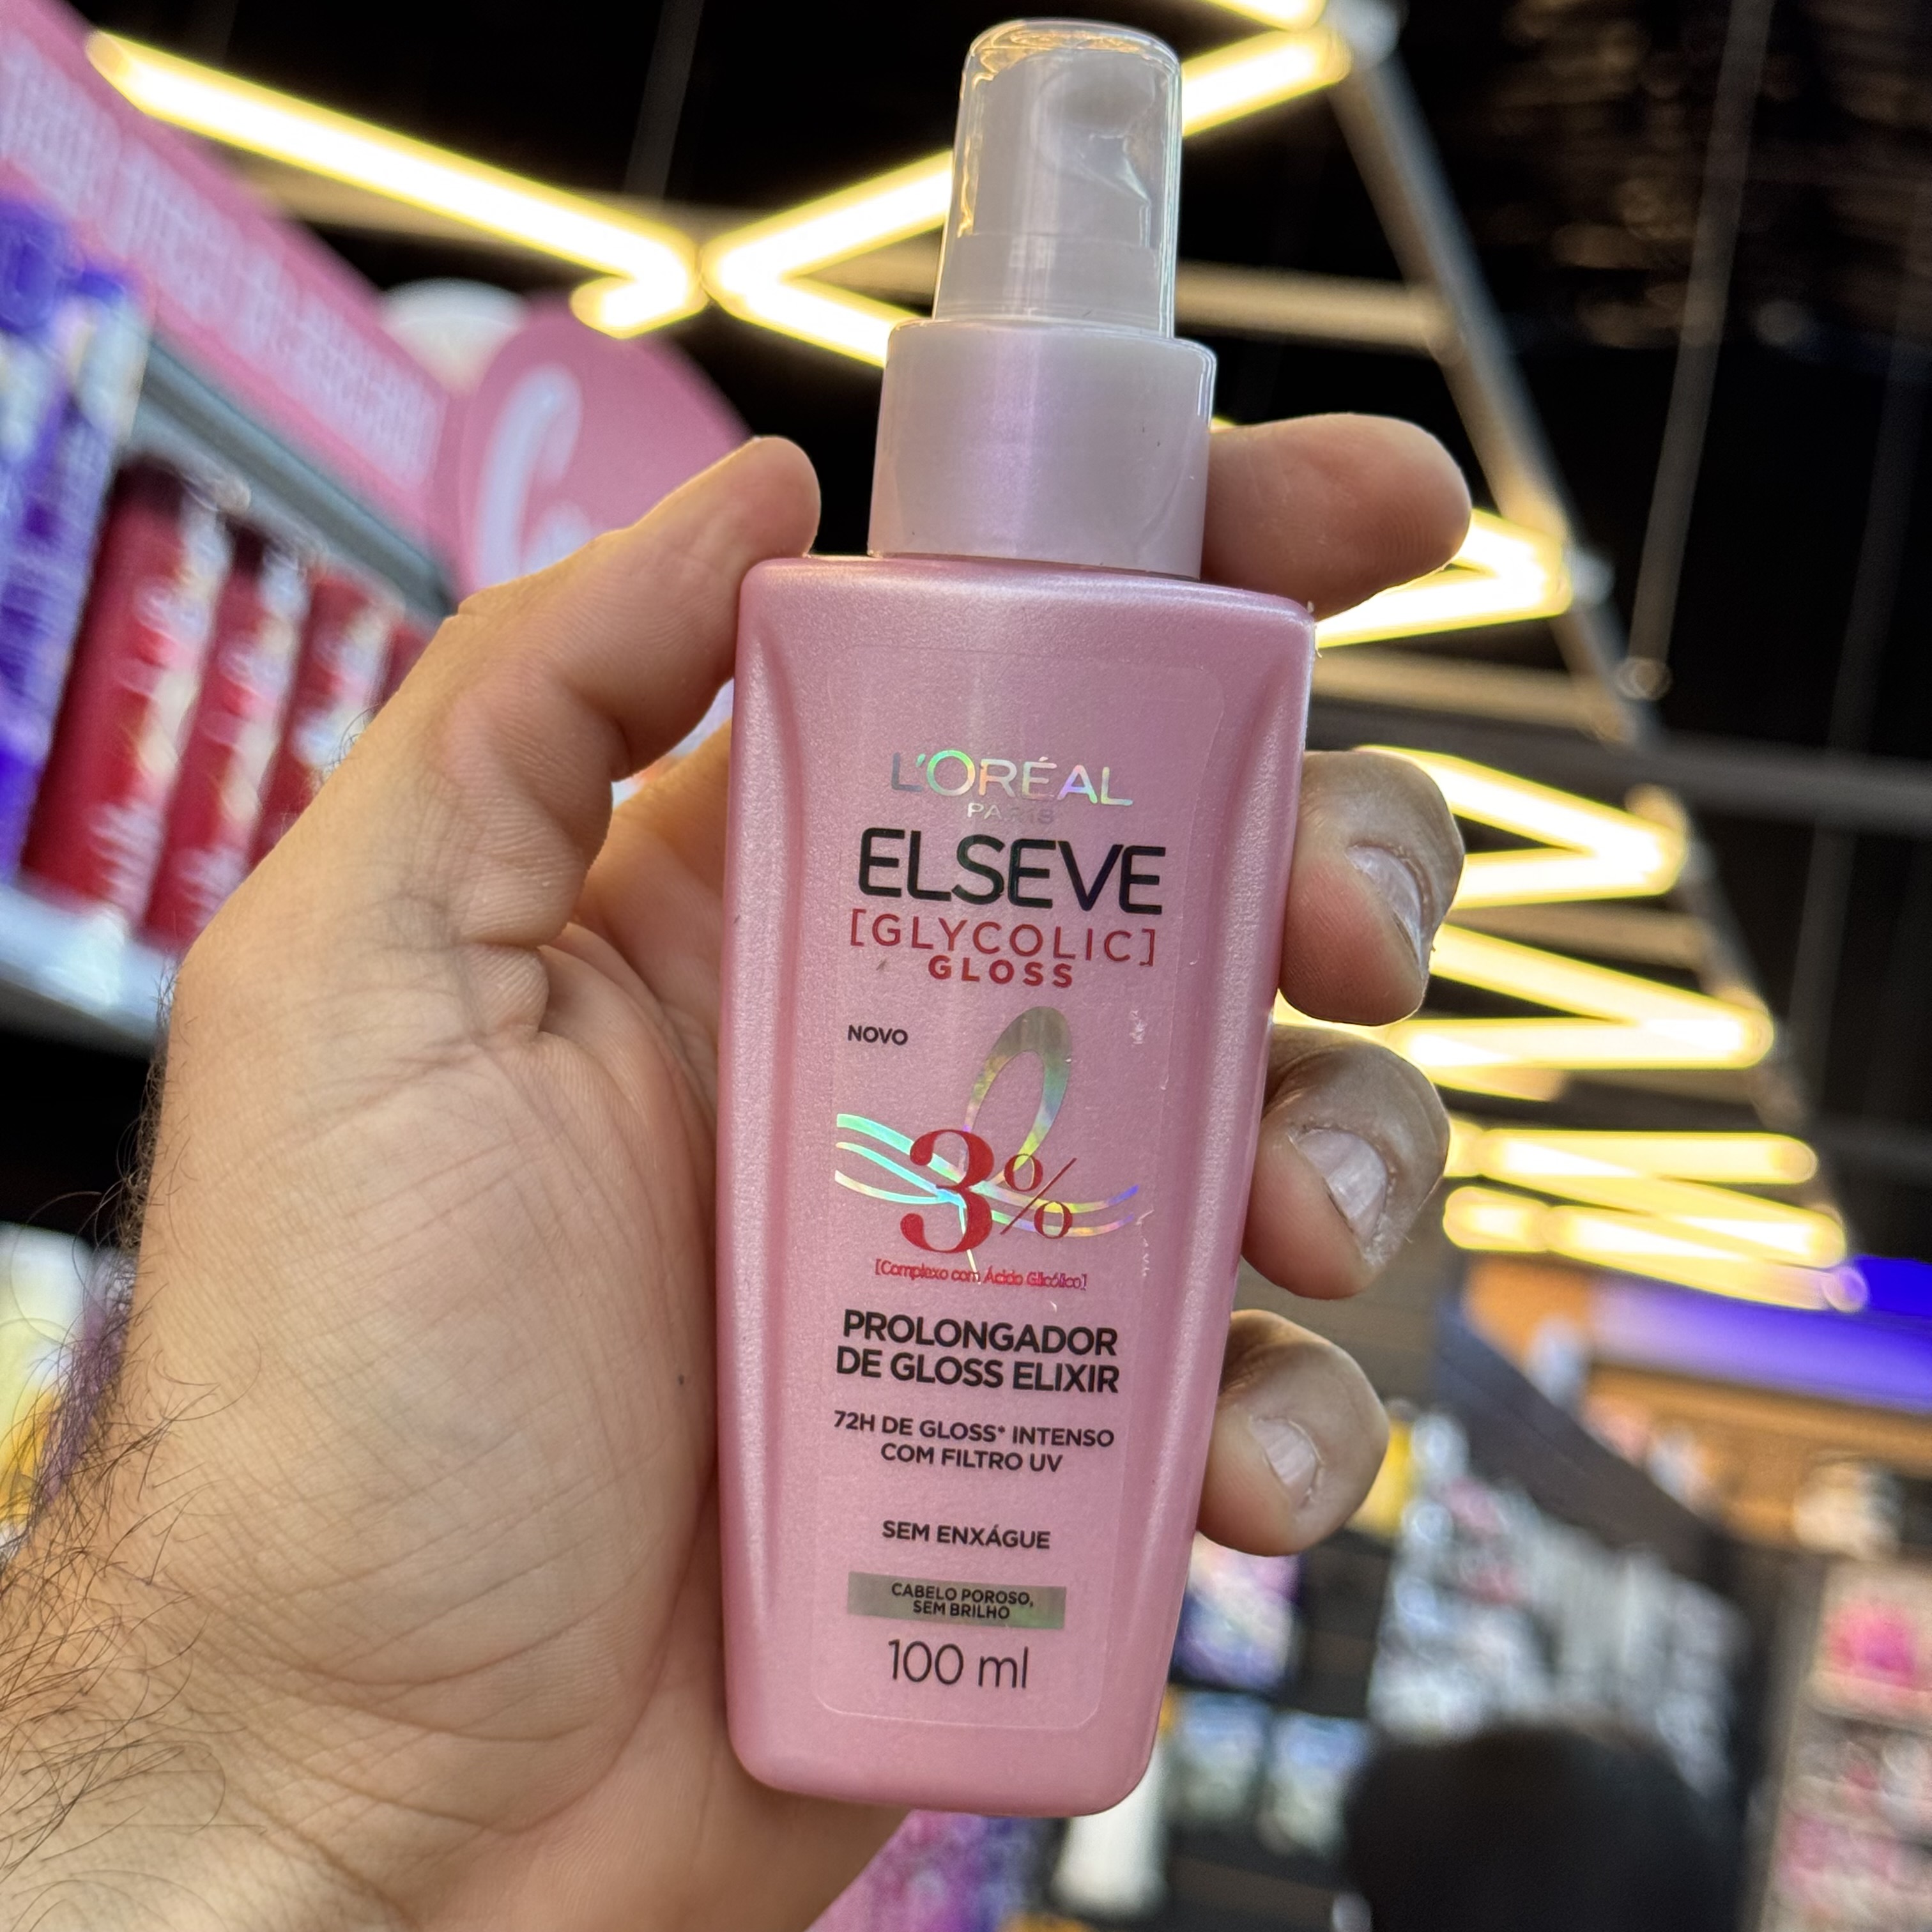 L'ORÉAL
PARIS
ELSEVE
[GLYCOLIC]
GLOSS
NOVO
3%
[Complexo com Ácido Glicólico]
PROLONGADOR
DE GLOSS ELIXIR
72H DE GLOSS* INTENSO
COM FILTRO UV
SEM ENXÁGUE
CABELO POROSO,
SEM BRILHO
100 ml